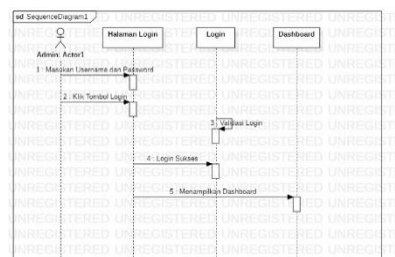 sd SequenceDiagram1
Halaman Login
Login
Dashboard
Admin: Actor1
1 : Masukan Username dan Password
2 : Klik Tombol Login
3 : Validasi Login
4 : Login Sukses
5 : Menampilkan Dashboard
UNREGISTERED